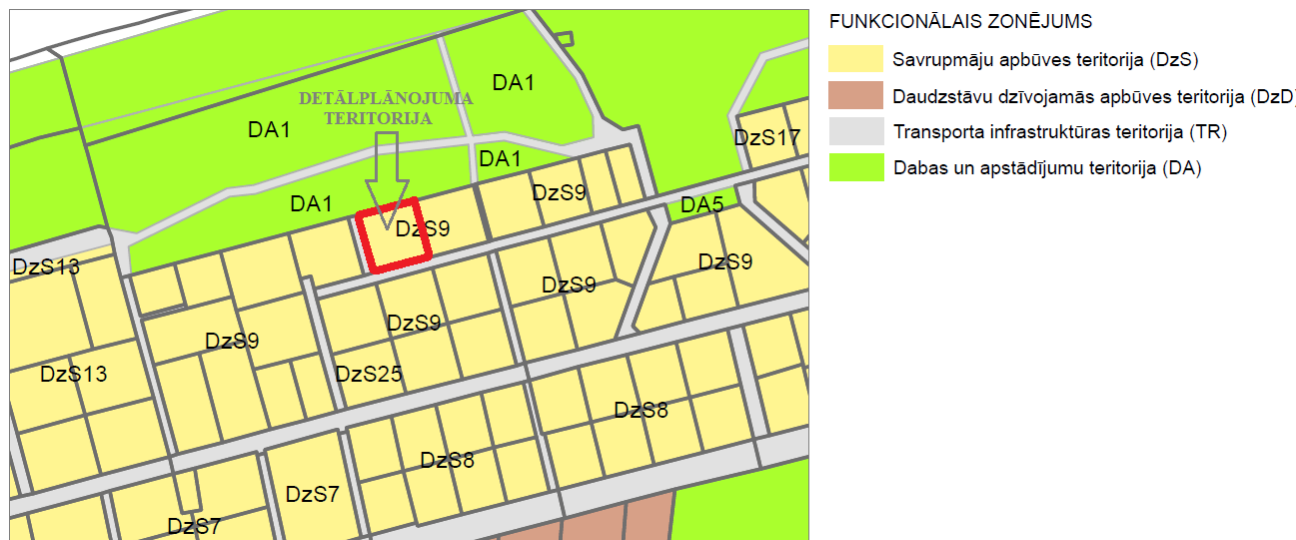 FUNKCIONĀLAIS ZONĒJUMS
Savrupmāju apbūves teritorija (DzS)
Daudzstāvu dzīvojamās apbūves teritorija (DzD)
Transporta infrastruktūras teritorija (TR)
Dabas un apstādījumu teritorija (DA)
DA1
DETĀLPLĀNOJUMA
TERITORIJA
DA1
DzS17
DA1
DzS9
DA1
DA5
DzS9
DzS13
DzS9
DzS9
DzS9
DzS9
DzS13
DzS25
DzS8
DzS8
DzS7
DzS7